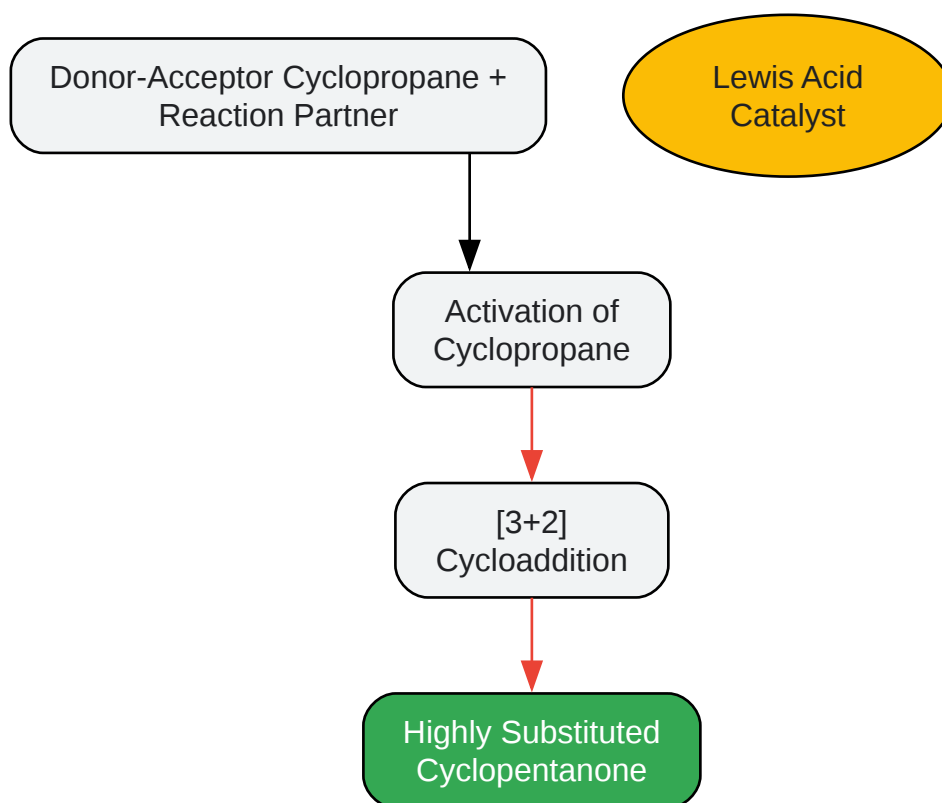 Donor-Acceptor Cyclopropane +
Reaction Partner
Lewis Acid
Catalyst
Activation of
Cyclopropane
[3+2]
Cycloaddition
Highly Substituted
Cyclopentanone